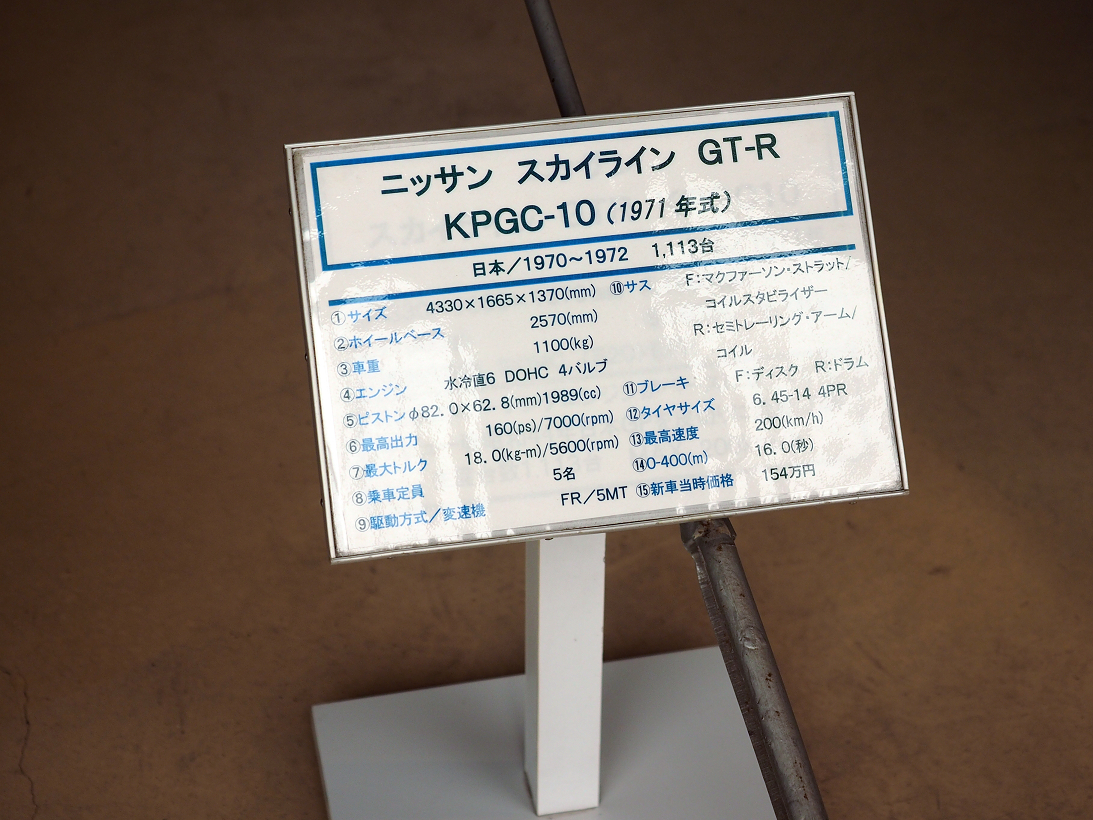 ニッサン スカイライン GT-R
KPGC-10 (1971年式)
日本/1970~1972 1,113台
①サイズ 4330×1665×1370(mm)
②ホイールベース 2570(mm)
③車重 1100(kg)
④エンジン 水冷直6 DOHC 4バルブ
⑤ピストン φ82.0×62.8(mm)1989(cc)
⑥最高出力 160(ps)/7000(rpm)
⑦最大トルク 18.0(kg-m)/5600(rpm)
⑧乗車定員 5名
⑨駆動方式/変速機 FR/5MT
⑩サス F:マクファーソン・ストラット/
コイルスタビライザー
R:セミトレーリング・アーム/
コイル
⑪ブレーキ F:ディスク R:ドラム
⑫タイヤサイズ 6.45-14 4PR
⑬最高速度 200(km/h)
⑭0-400(m) 16.0(秒)
⑮新車当時価格 154万円